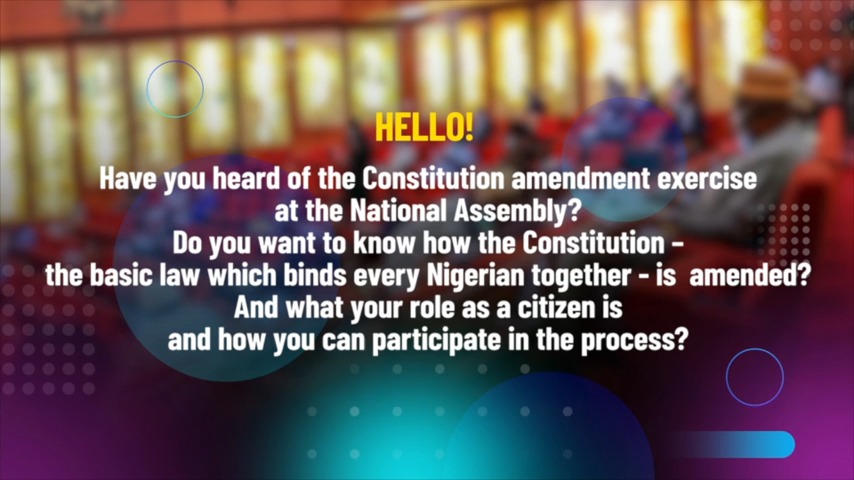 HELLO!
Have you heard of the Constitution amendment exercise
at the National Assembly?
Do you want to know how the Constitution –
the basic law which binds every Nigerian together - is  amended?
And what your role as a citizen is
and how you can participate in the process?